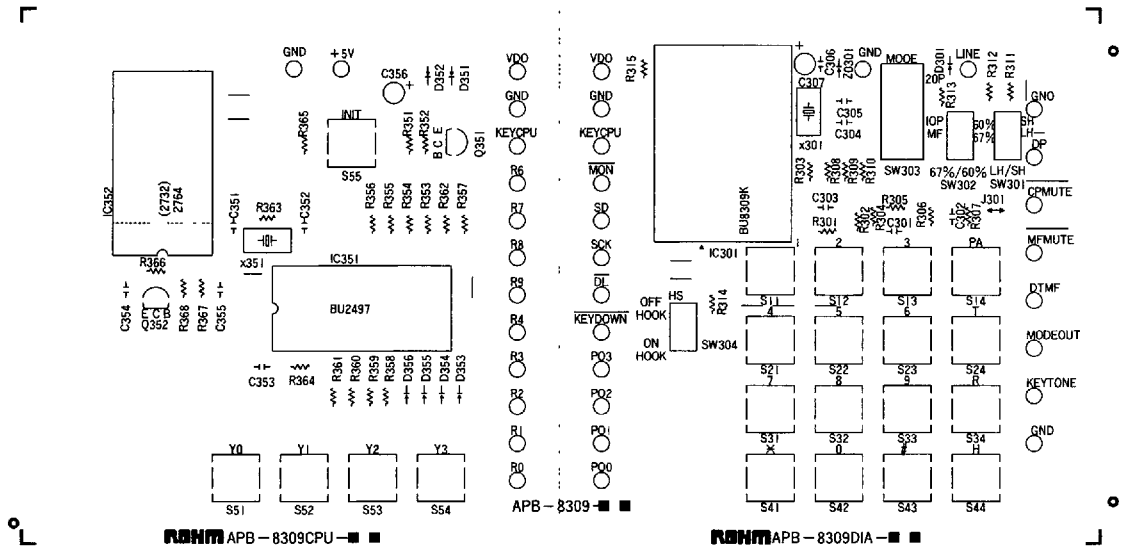 GND
+5V
C356
D352
D351
INIT
S55
R365
R351
R352
B C E
Q351
IC352
(2732)
2764
C351
R363
C352
x351
R356
R355
R354
R353
R362
R357
R366
Q352
C354
R368
R367
C355
IC351
BU2497
C353
R364
R361
R360
R359
R358
D356
D355
D354
D353
Y0
Y1
Y2
Y3
S51
S52
S53
S54
VDO
GND
KEYCPU
R6
R7
R8
R9
R4
R3
R2
R1
R0
VDO
GND
KEYCPU
MON
SD
SCK
DL
KEYDOWN
PO3
PO2
PO1
PO0
R315
BU8309K
IC301
C306
ZD301
GND
C307
C305
C304
x301
MOOE
SW303
20P
IOP
MF
D301
LINE
R312
R311
R313
60%
67%
SH
LH
67%/60%
SW302
LH/SH
SW301
R303
R308
R309
R310
C303
R301
R302
R304
R305
C301
R306
C302
R307
J301
GNO
DP
CPMUTE
MFMUTE
DTMF
MODEOUT
KEYTONE
GND
HS
OFF
HOOK
ON
HOOK
SW304
R314
1
2
3
PA
S11
S12
S13
S14
4
5
6
T
S21
S22
S23
S24
7
8
9
R
S31
S32
S33
S34
*
0
#
H
S41
S42
S43
S44
APB-8309-■ ■
ROHM APB-8309CPU-■ ■
ROHM APB-8309DIA-■ ■